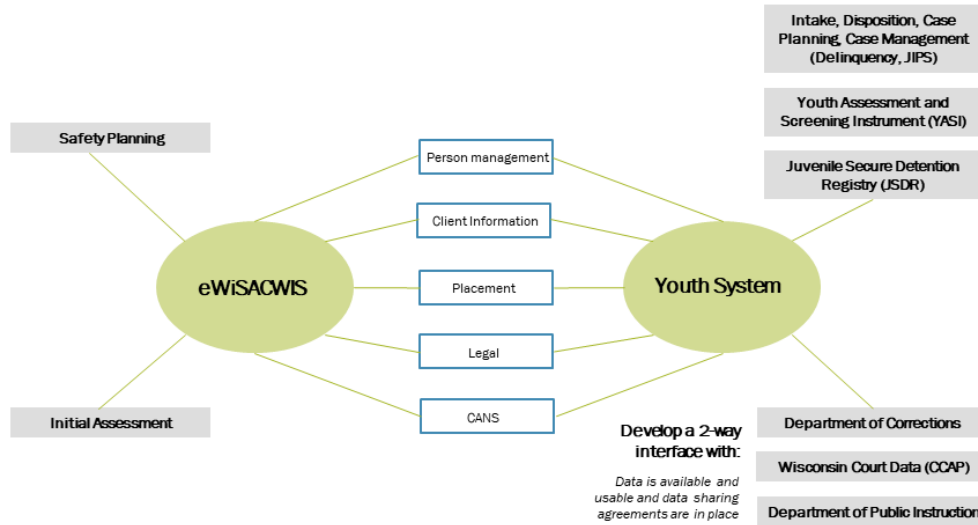 Intake, Disposition, Case
Planning, Case Management
(Delinquency, JIPS)
Youth Assessment and
Screening Instrument (YASI)
Juvenile Secure Detention
Registry (JSDR)
Safety Planning
Person management
Client Information
eWiSACWIS
Placement
Youth System
Legal
CANS
Initial Assessment
Develop a 2-way
interface with:
Data is available and
usable and data sharing
agreements are in place
Department of Corrections
Wisconsin Court Data (CCAP)
Department of Public Instruction